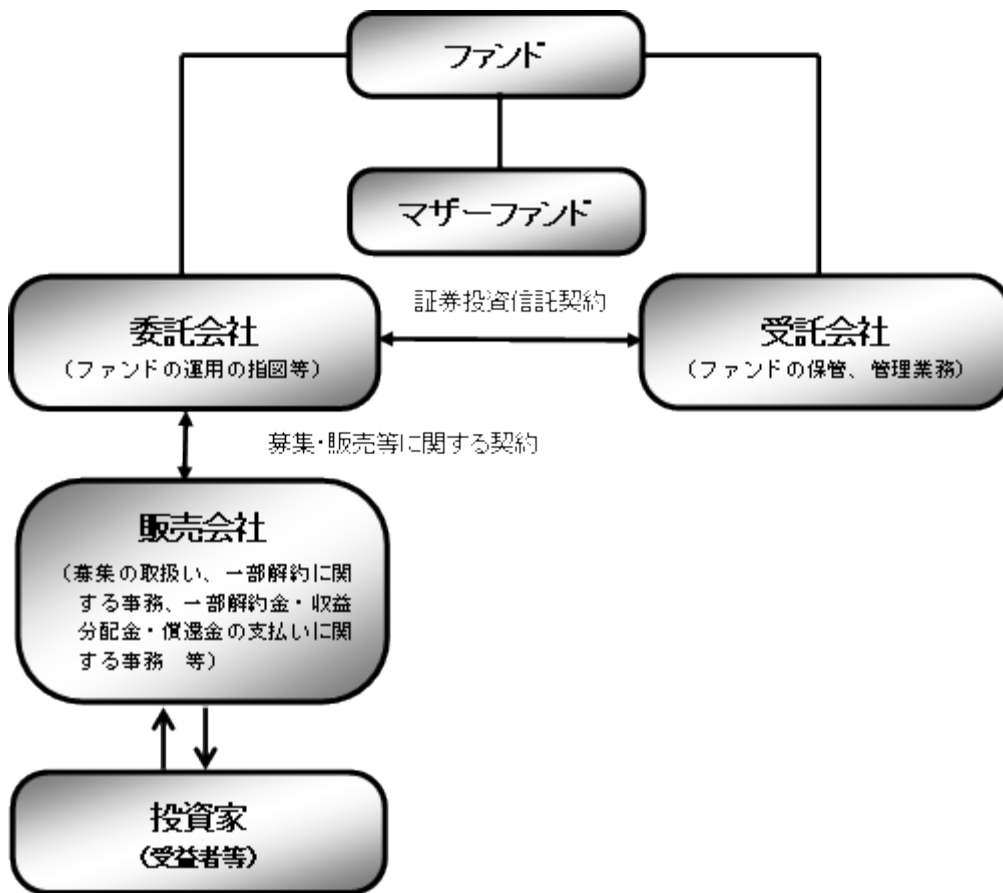 ファンド
マザーファンド
証券投資信託契約
委託会社
（ファンドの運用の指図等）
受託会社
（ファンドの保管、管理業務）
募集・販売等に関する契約
販売会社
（募集の取扱い、一部解約に関
する事務、一部解約金・収益
分配金・償還金の支払いに関
する事務　等）
投資家
（受益者等）